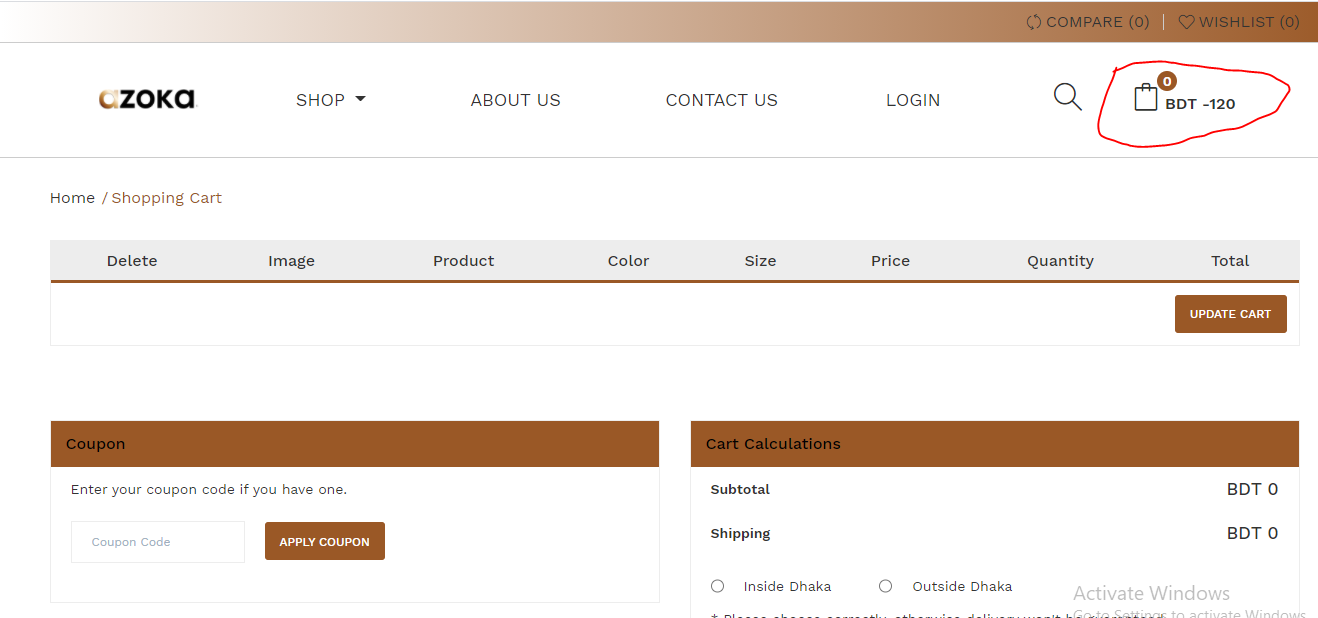 COMPARE (0) WISHLIST (0)
azoka SHOP ABOUT US CONTACT US LOGIN 0 BDT -120
Home / Shopping Cart
Delete Image Product Color Size Price Quantity Total
UPDATE CART
Coupon
Enter your coupon code if you have one.
Coupon Code APPLY COUPON
Cart Calculations
Subtotal BDT 0
Shipping BDT 0
Inside Dhaka Outside Dhaka
* Please choose correctly, otherwise delivery won't be
Activate Windows
Go to Settings to activate Windows.